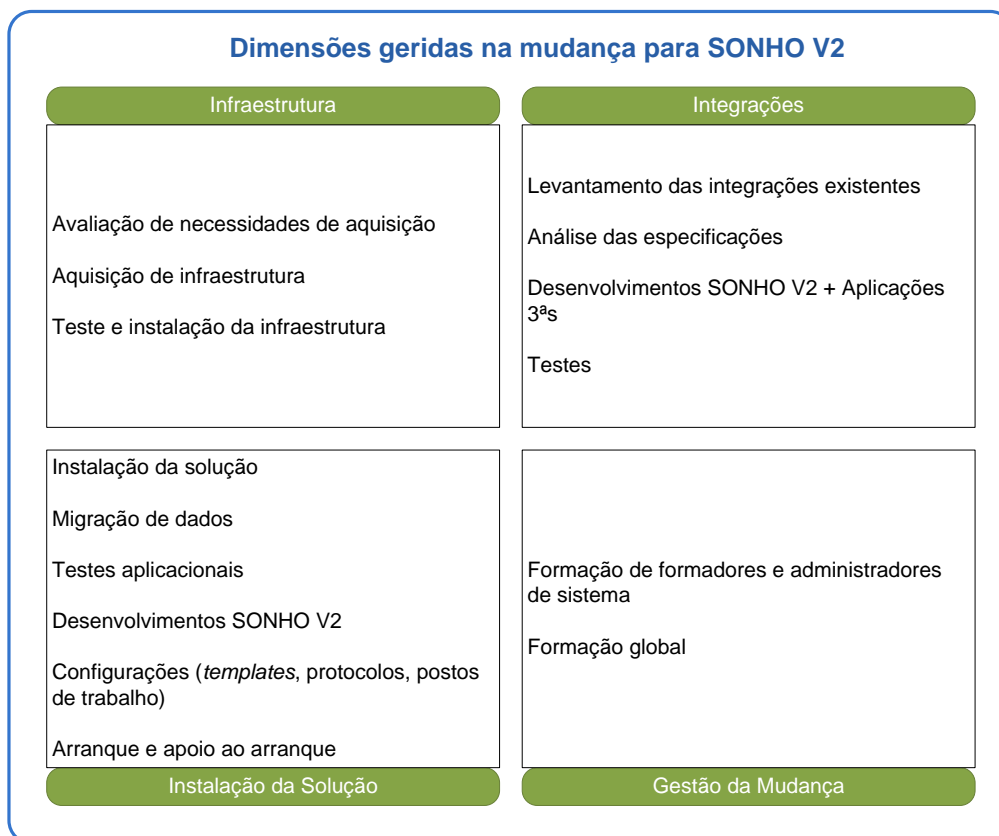 Dimensões geridas na mudança para SONHO V2
Infraestrutura
Avaliação de necessidades de aquisição
Aquisição de infraestrutura
Teste e instalação da infraestrutura
Integrações
Levantamento das integrações existentes
Análise das especificações
Desenvolvimentos SONHO V2 + Aplicações
3ªs
Testes
Instalação da solução
Migração de dados
Testes aplicacionais
Desenvolvimentos SONHO V2
Configurações (templates, protocolos, postos
de trabalho)
Arranque e apoio ao arranque
Instalação da Solução
Formação de formadores e administradores
de sistema
Formação global
Gestão da Mudança